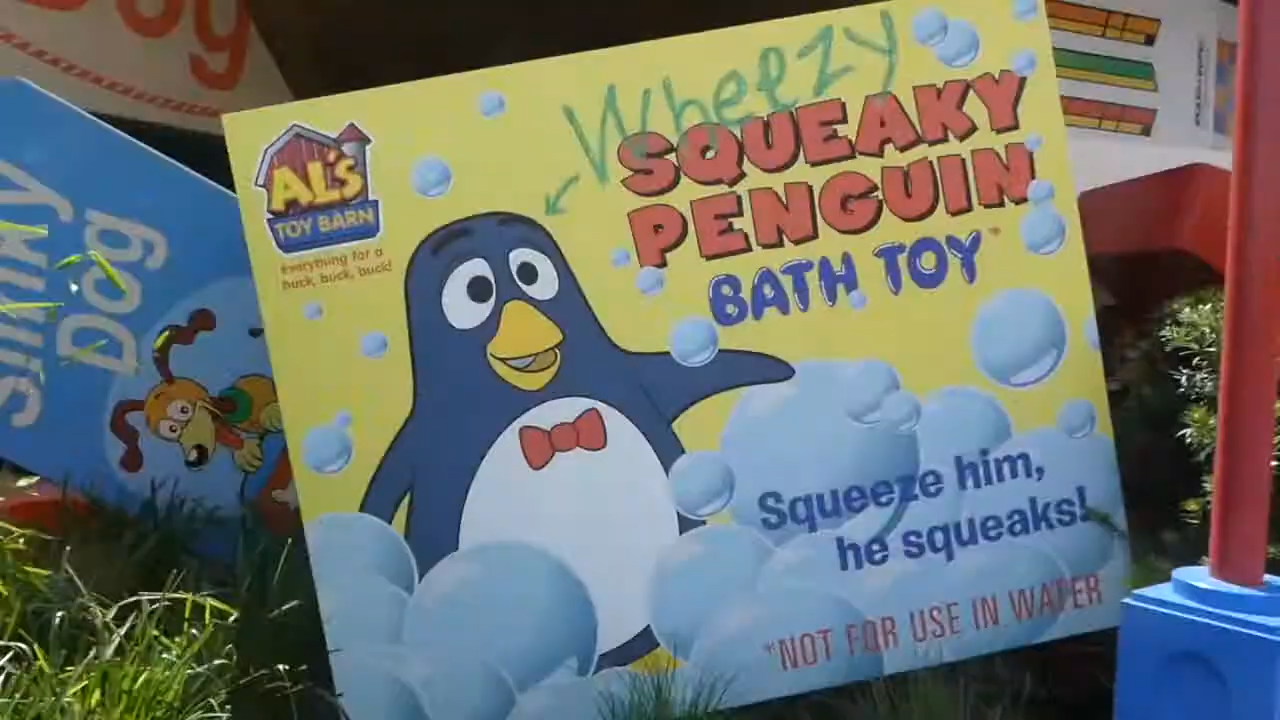 Wheezy
SQUEAKY
PENGUIN
BATH TOY™
AL'S
TOY BARN
Everything for a
buck, buck, buck!
Squeeze him,
he squeaks!
*NOT FOR USE IN WATER
Slinky
Dog